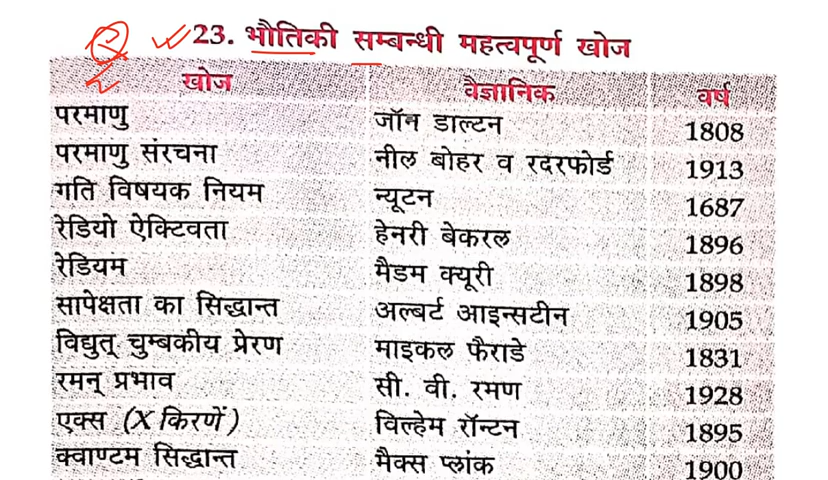 23. भौतिकी सम्बन्धी महत्वपूर्ण खोज
खोज वैज्ञानिक वर्ष
परमाणु जॉन डाल्टन 1808
परमाणु संरचना नील बोहर व रदरफोर्ड 1913
गति विषयक नियम न्यूटन 1687
रेडियो ऐक्टिवता हेनरी बेकरल 1896
रेडियम मैडम क्यूरी 1898
सापेक्षता का सिद्धान्त अल्बर्ट आइन्सटीन 1905
विद्युत् चुम्बकीय प्रेरण माइकल फैराडे 1831
रमन् प्रभाव सी. वी. रमण 1928
एक्स (X किरणें) विल्हेम रॉन्टन 1895
क्वाण्टम सिद्धान्त मैक्स प्लांक 1900